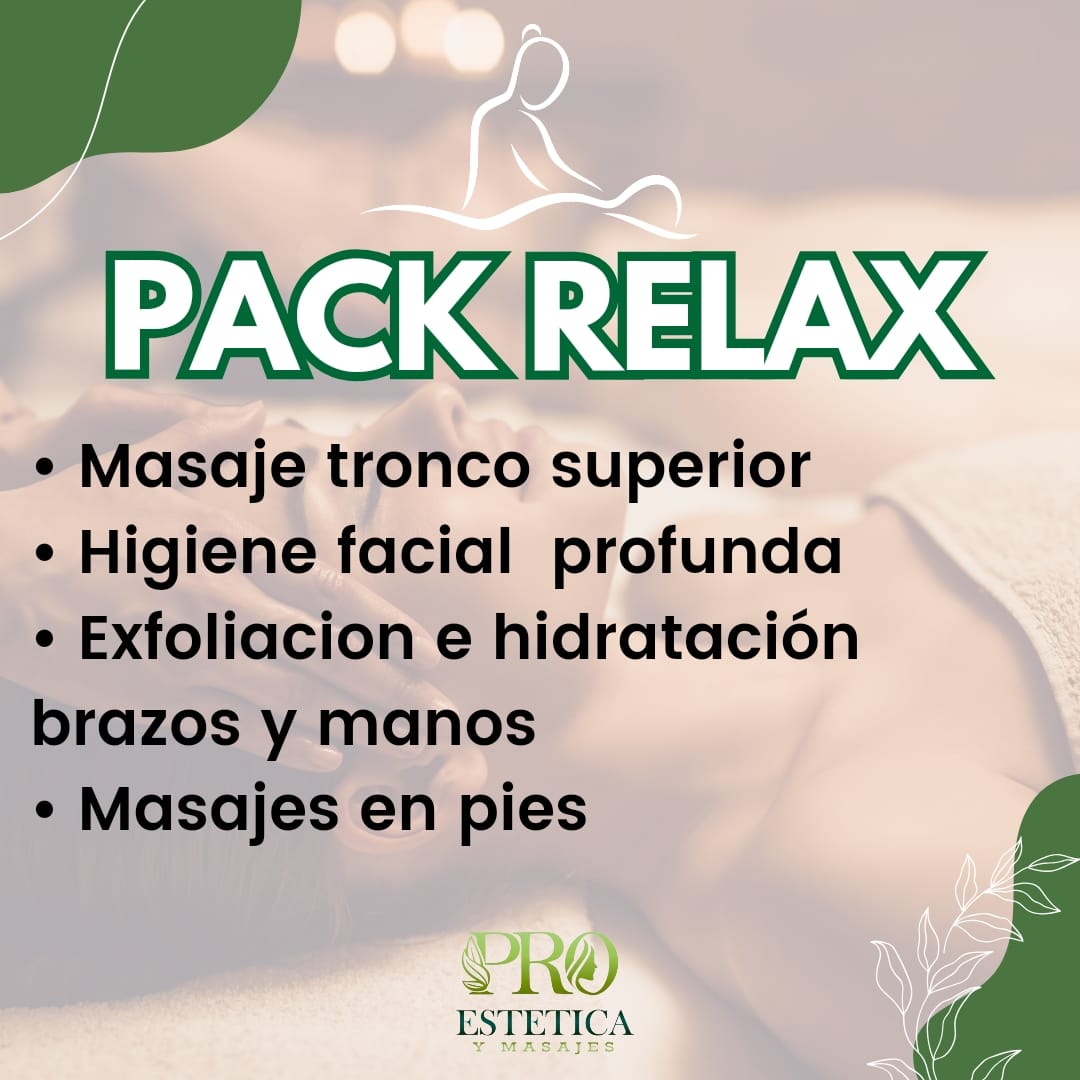 PACK RELAX
• Masaje tronco superior
• Higiene facial  profunda
• Exfoliacion e hidratación
brazos y manos
• Masajes en pies
PRO
ESTETICA
Y MASAJES